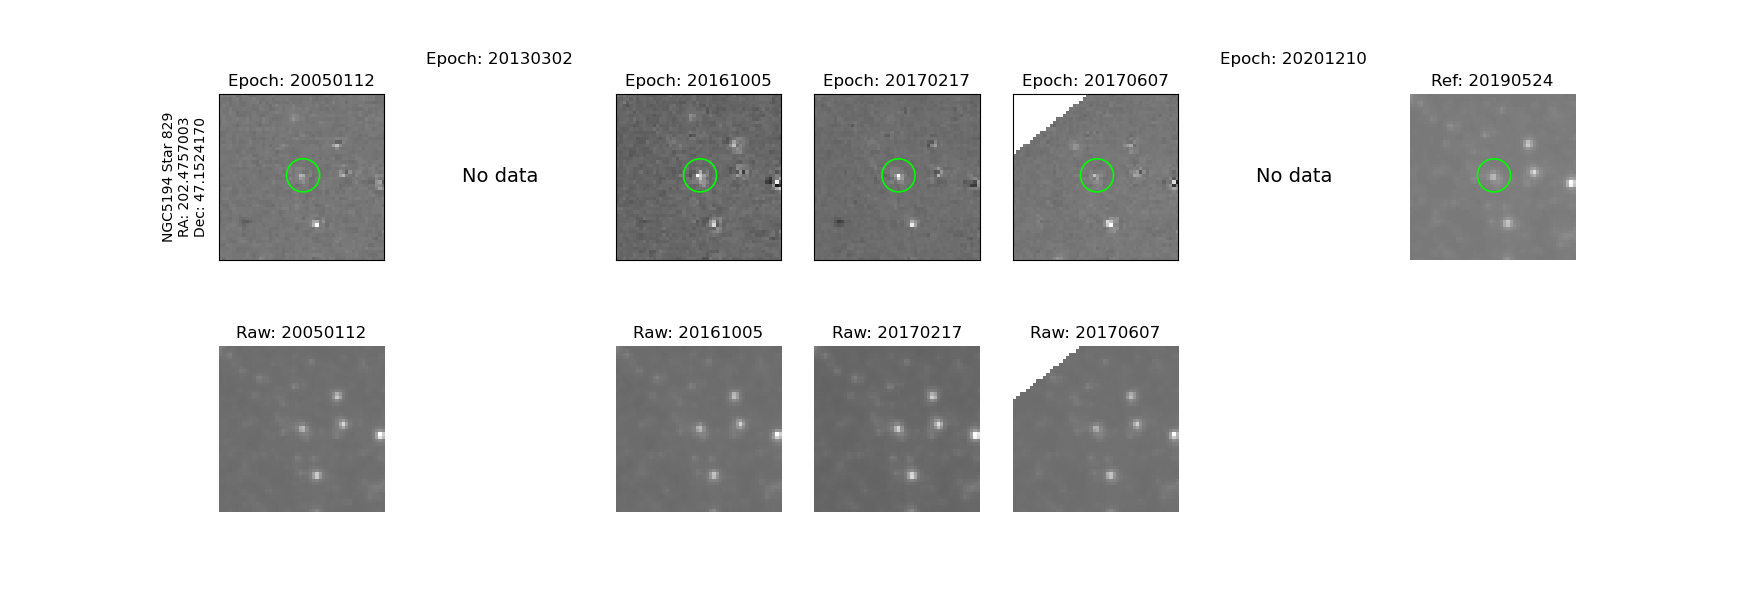 Epoch: 20130302
Epoch: 20201210
Epoch: 20050112
Epoch: 20161005
Epoch: 20170217
Epoch: 20170607
Ref: 20190524
NGC5194 Star 829
RA: 202.4757003
Dec: 47.1524170
No data
No data
Raw: 20050112
Raw: 20161005
Raw: 20170217
Raw: 20170607